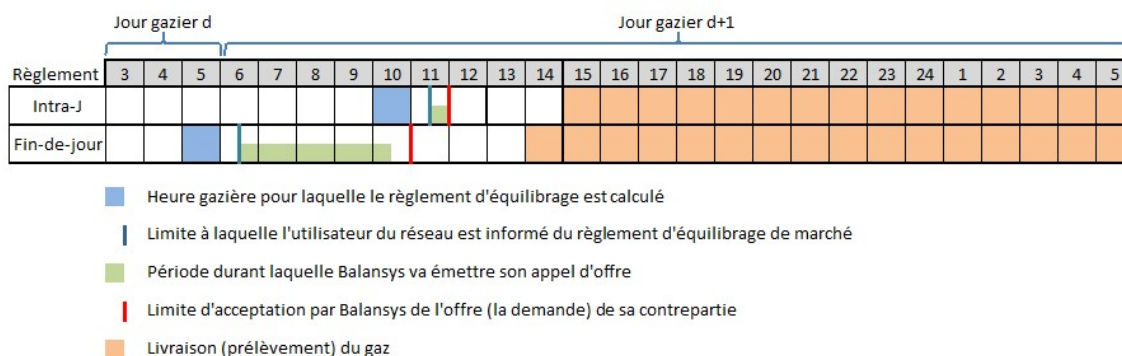 Jour gazier d Jour gazier d+1
Règlement 3 4 5 6 7 8 9 10 11 12 13 14 15 16 17 18 19 20 21 22 23 24 1 2 3 4 5
Intra-J
Fin-de-jour
Heure gazière pour laquelle le règlement d'équilibrage est calculé
Limite à laquelle l'utilisateur du réseau est informé du règlement d'équilibrage de marché
Période durant laquelle Balansys va émettre son appel d'offre
Limite d'acceptation par Balansys de l'offre (la demande) de sa contrepartie
Livraison (prélèvement) du gaz